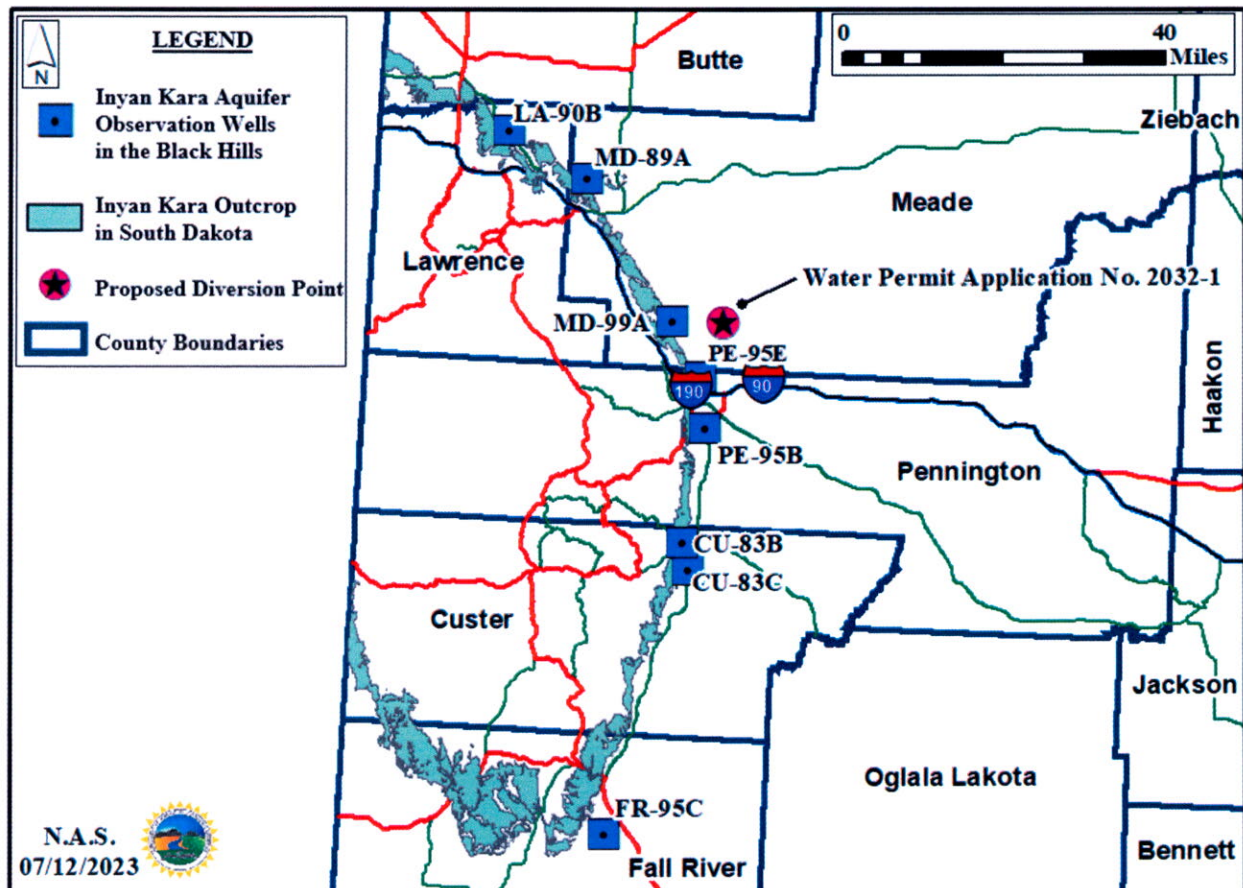 LEGEND
N
Inyan Kara Aquifer
Observation Wells
in the Black Hills
Inyan Kara Outcrop
in South Dakota
Proposed Diversion Point
County Boundaries
0 40
Miles
Butte
Ziebach
LA-90B
MD-89A
Meade
Lawrence
Water Permit Application No. 2032-1
MD-99A
PE-95E
190
90
Haakon
PE-95B
Pennington
CU-83B
CU-83C
Custer
Jackson
Oglala Lakota
FR-95C
Fall River
Bennett
N.A.S.
07/12/2023